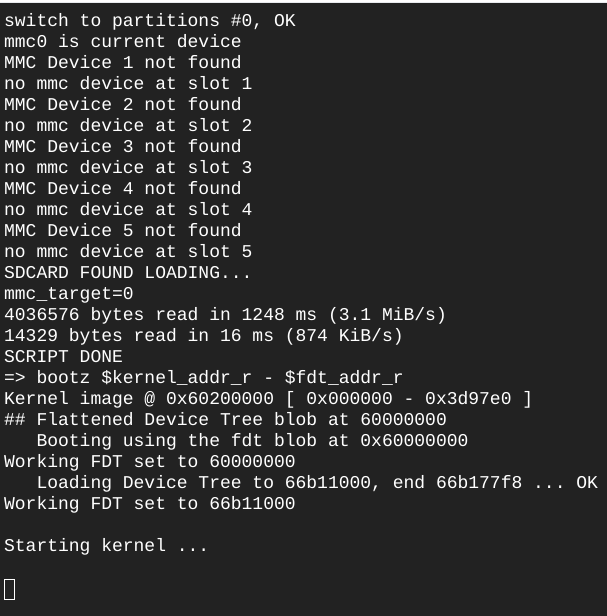 switch to partitions #0, OK
mmc0 is current device
MMC Device 1 not found
no mmc device at slot 1
MMC Device 2 not found
no mmc device at slot 2
MMC Device 3 not found
no mmc device at slot 3
MMC Device 4 not found
no mmc device at slot 4
MMC Device 5 not found
no mmc device at slot 5
SDCARD FOUND LOADING...
mmc_target=0
4036576 bytes read in 1248 ms (3.1 MiB/s)
14329 bytes read in 16 ms (874 KiB/s)
SCRIPT DONE
=> bootz $kernel_addr_r - $fdt_addr_r
Kernel image @ 0x60200000 [ 0x000000 - 0x3d97e0 ]
## Flattened Device Tree blob at 60000000
   Booting using the fdt blob at 0x60000000
Working FDT set to 60000000
   Loading Device Tree to 66b11000, end 66b177f8 ... OK
Working FDT set to 66b11000
Starting kernel ...